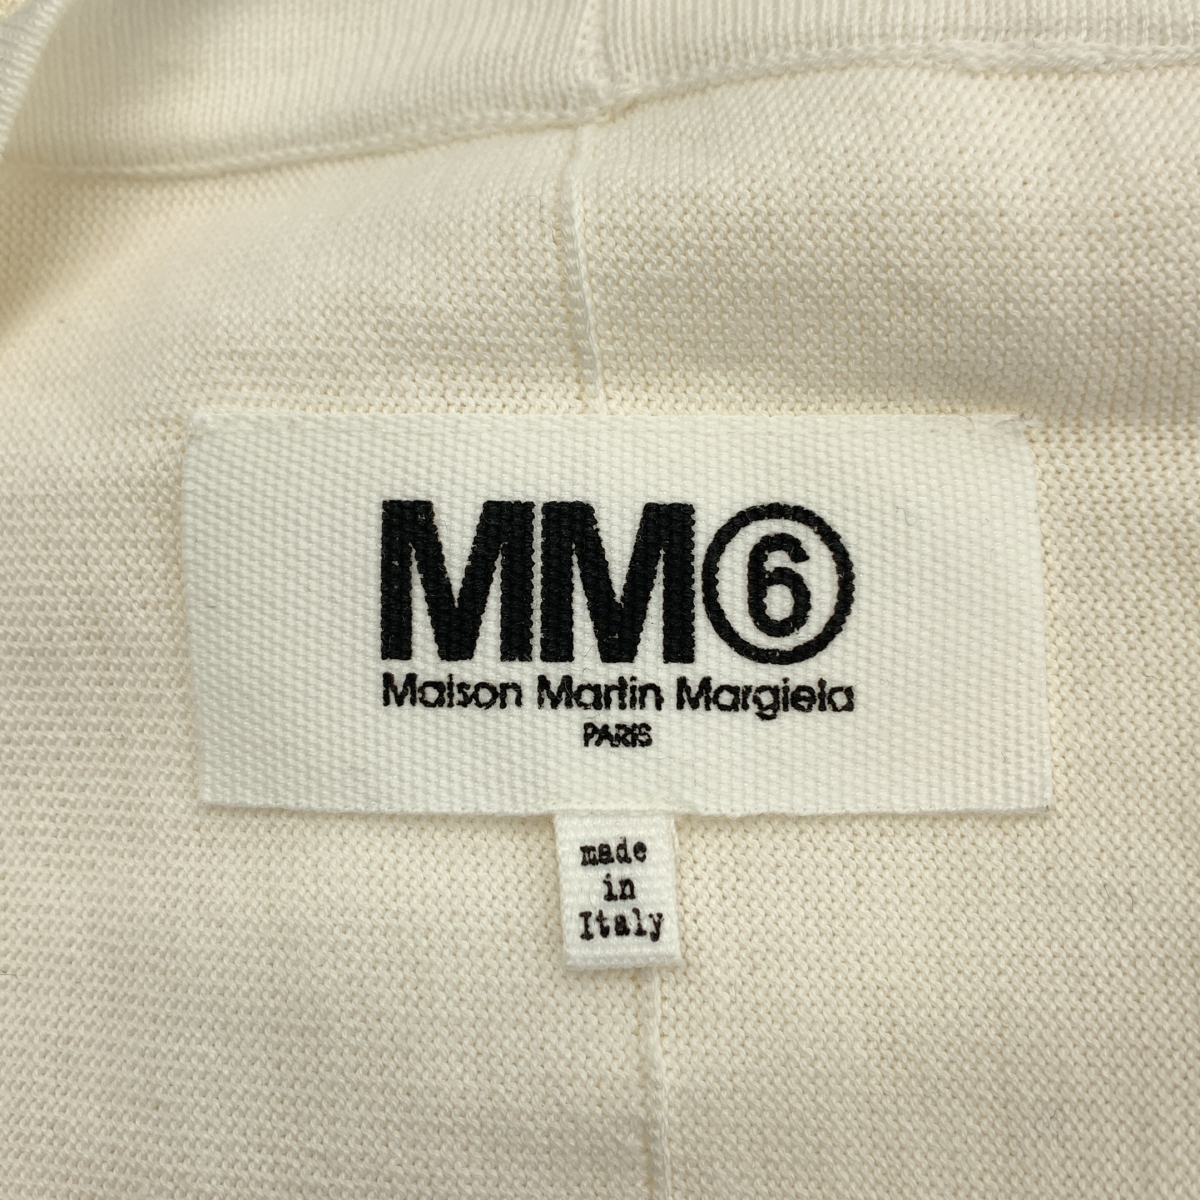 MM⑥
Maison Martin Margiela
PARIS
made
in
Italy